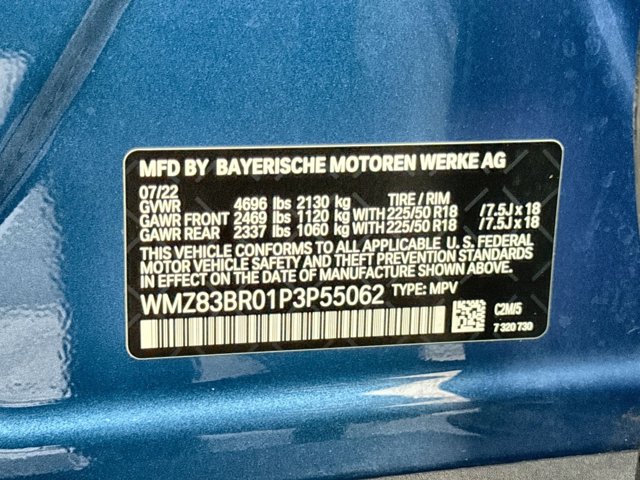 MFD BY BAYERISCHE MOTOREN WERKE AG
07/22
GVWR 4696 lbs 2130 kg TIRE / RIM
GAWR FRONT 2469 lbs 1120 kg WITH 225/50 R18 /7.5J x 18
GAWR REAR 2337 lbs 1060 kg WITH 225/50 R18 /7.5J x 18
THIS VEHICLE CONFORMS TO ALL APPLICABLE U. S. FEDERAL
MOTOR VEHICLE SAFETY AND THEFT PREVENTION STANDARDS
IN EFFECT ON THE DATE OF MANUFACTURE SHOWN ABOVE.
WMZ83BR01P3P55062 TYPE: MPV
C2M/5
7 320 730